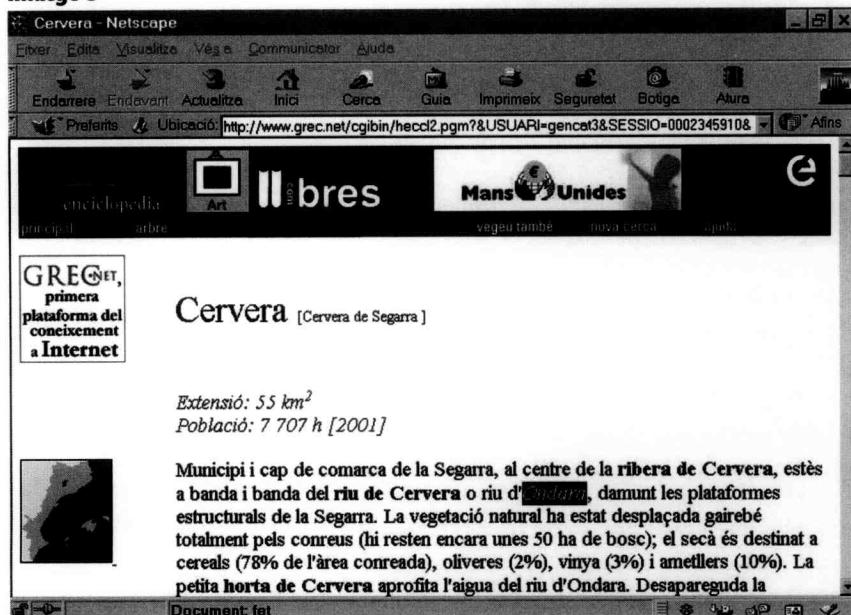 Cervera - Netscape
Fitxer Edita Visualitza Vés a Communicator Ajuda
Endarrere Endavant Actualitza Inici Cerca Guia Imprimeix Seguretat Botiga Atura
Preferits Ubicació: http://www.grec.net/cgibin/heccl2.pgm?&USUARI=gencat3&SESSIO=0002345910& Afins
enciclopèdia Art llbres com Mans Unides
principal arbre vegeu també nova cerca ajuda
GREC NET,
primera
plataforma del
coneixement
a Internet
Cervera [Cervera de Segarra ]
Extensió: 55 km²
Població: 7 707 h [2001]
Municipi i cap de comarca de la Segarra, al centre de la ribera de Cervera, estès
a banda i banda del riu de Cervera o riu d'Ondara, damunt les plataformes
estructurals de la Segarra. La vegetació natural ha estat desplaçada gairebé
totalment pels conreus (hi resten encara unes 50 ha de bosc); el secà és destinat a
cereals (78% de l'àrea conreada), oliveres (2%), vinya (3%) i ametllers (10%). La
petita horta de Cervera aprofita l'aigua del riu d'Ondara. Desapareguda la
Document: fet